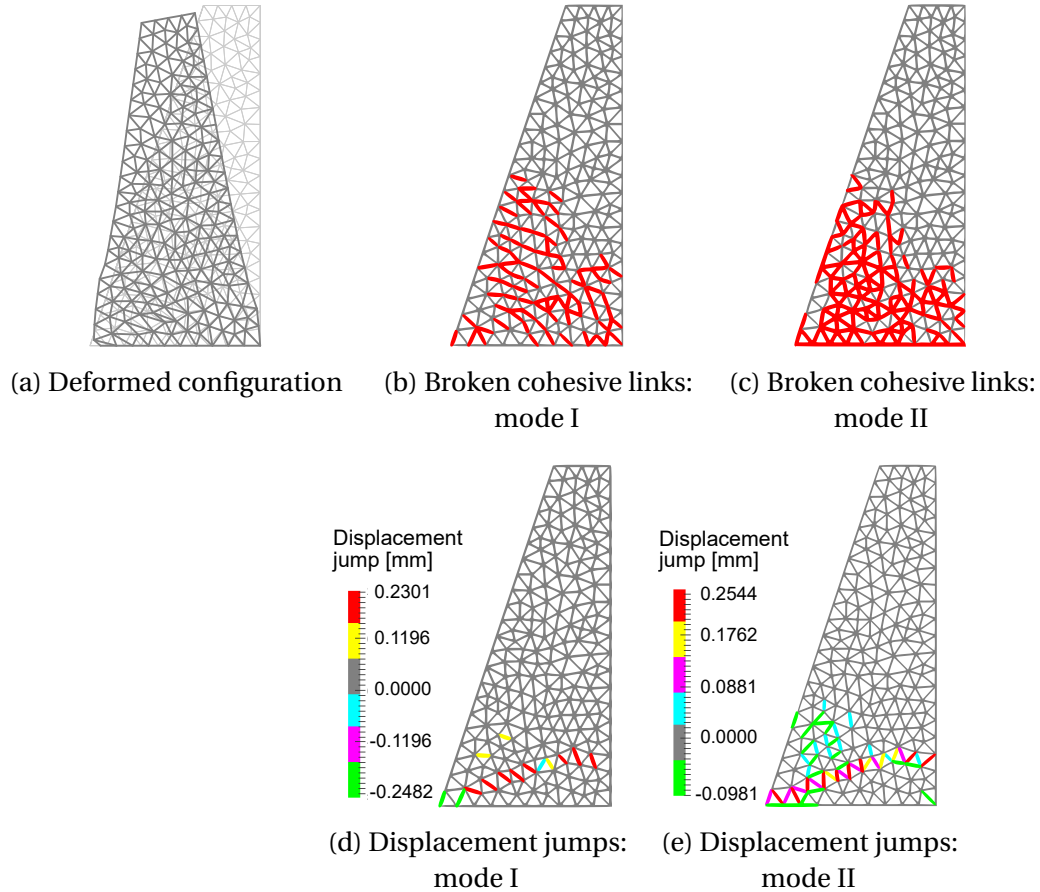 (a) Deformed configuration
(b) Broken cohesive links:
mode I
(c) Broken cohesive links:
mode II
Displacement
jump [mm]
0.2301
0.1196
0.0000
-0.1196
-0.2482
(d) Displacement jumps:
mode I
Displacement
jump [mm]
0.2544
0.1762
0.0881
0.0000
-0.0981
(e) Displacement jumps:
mode II